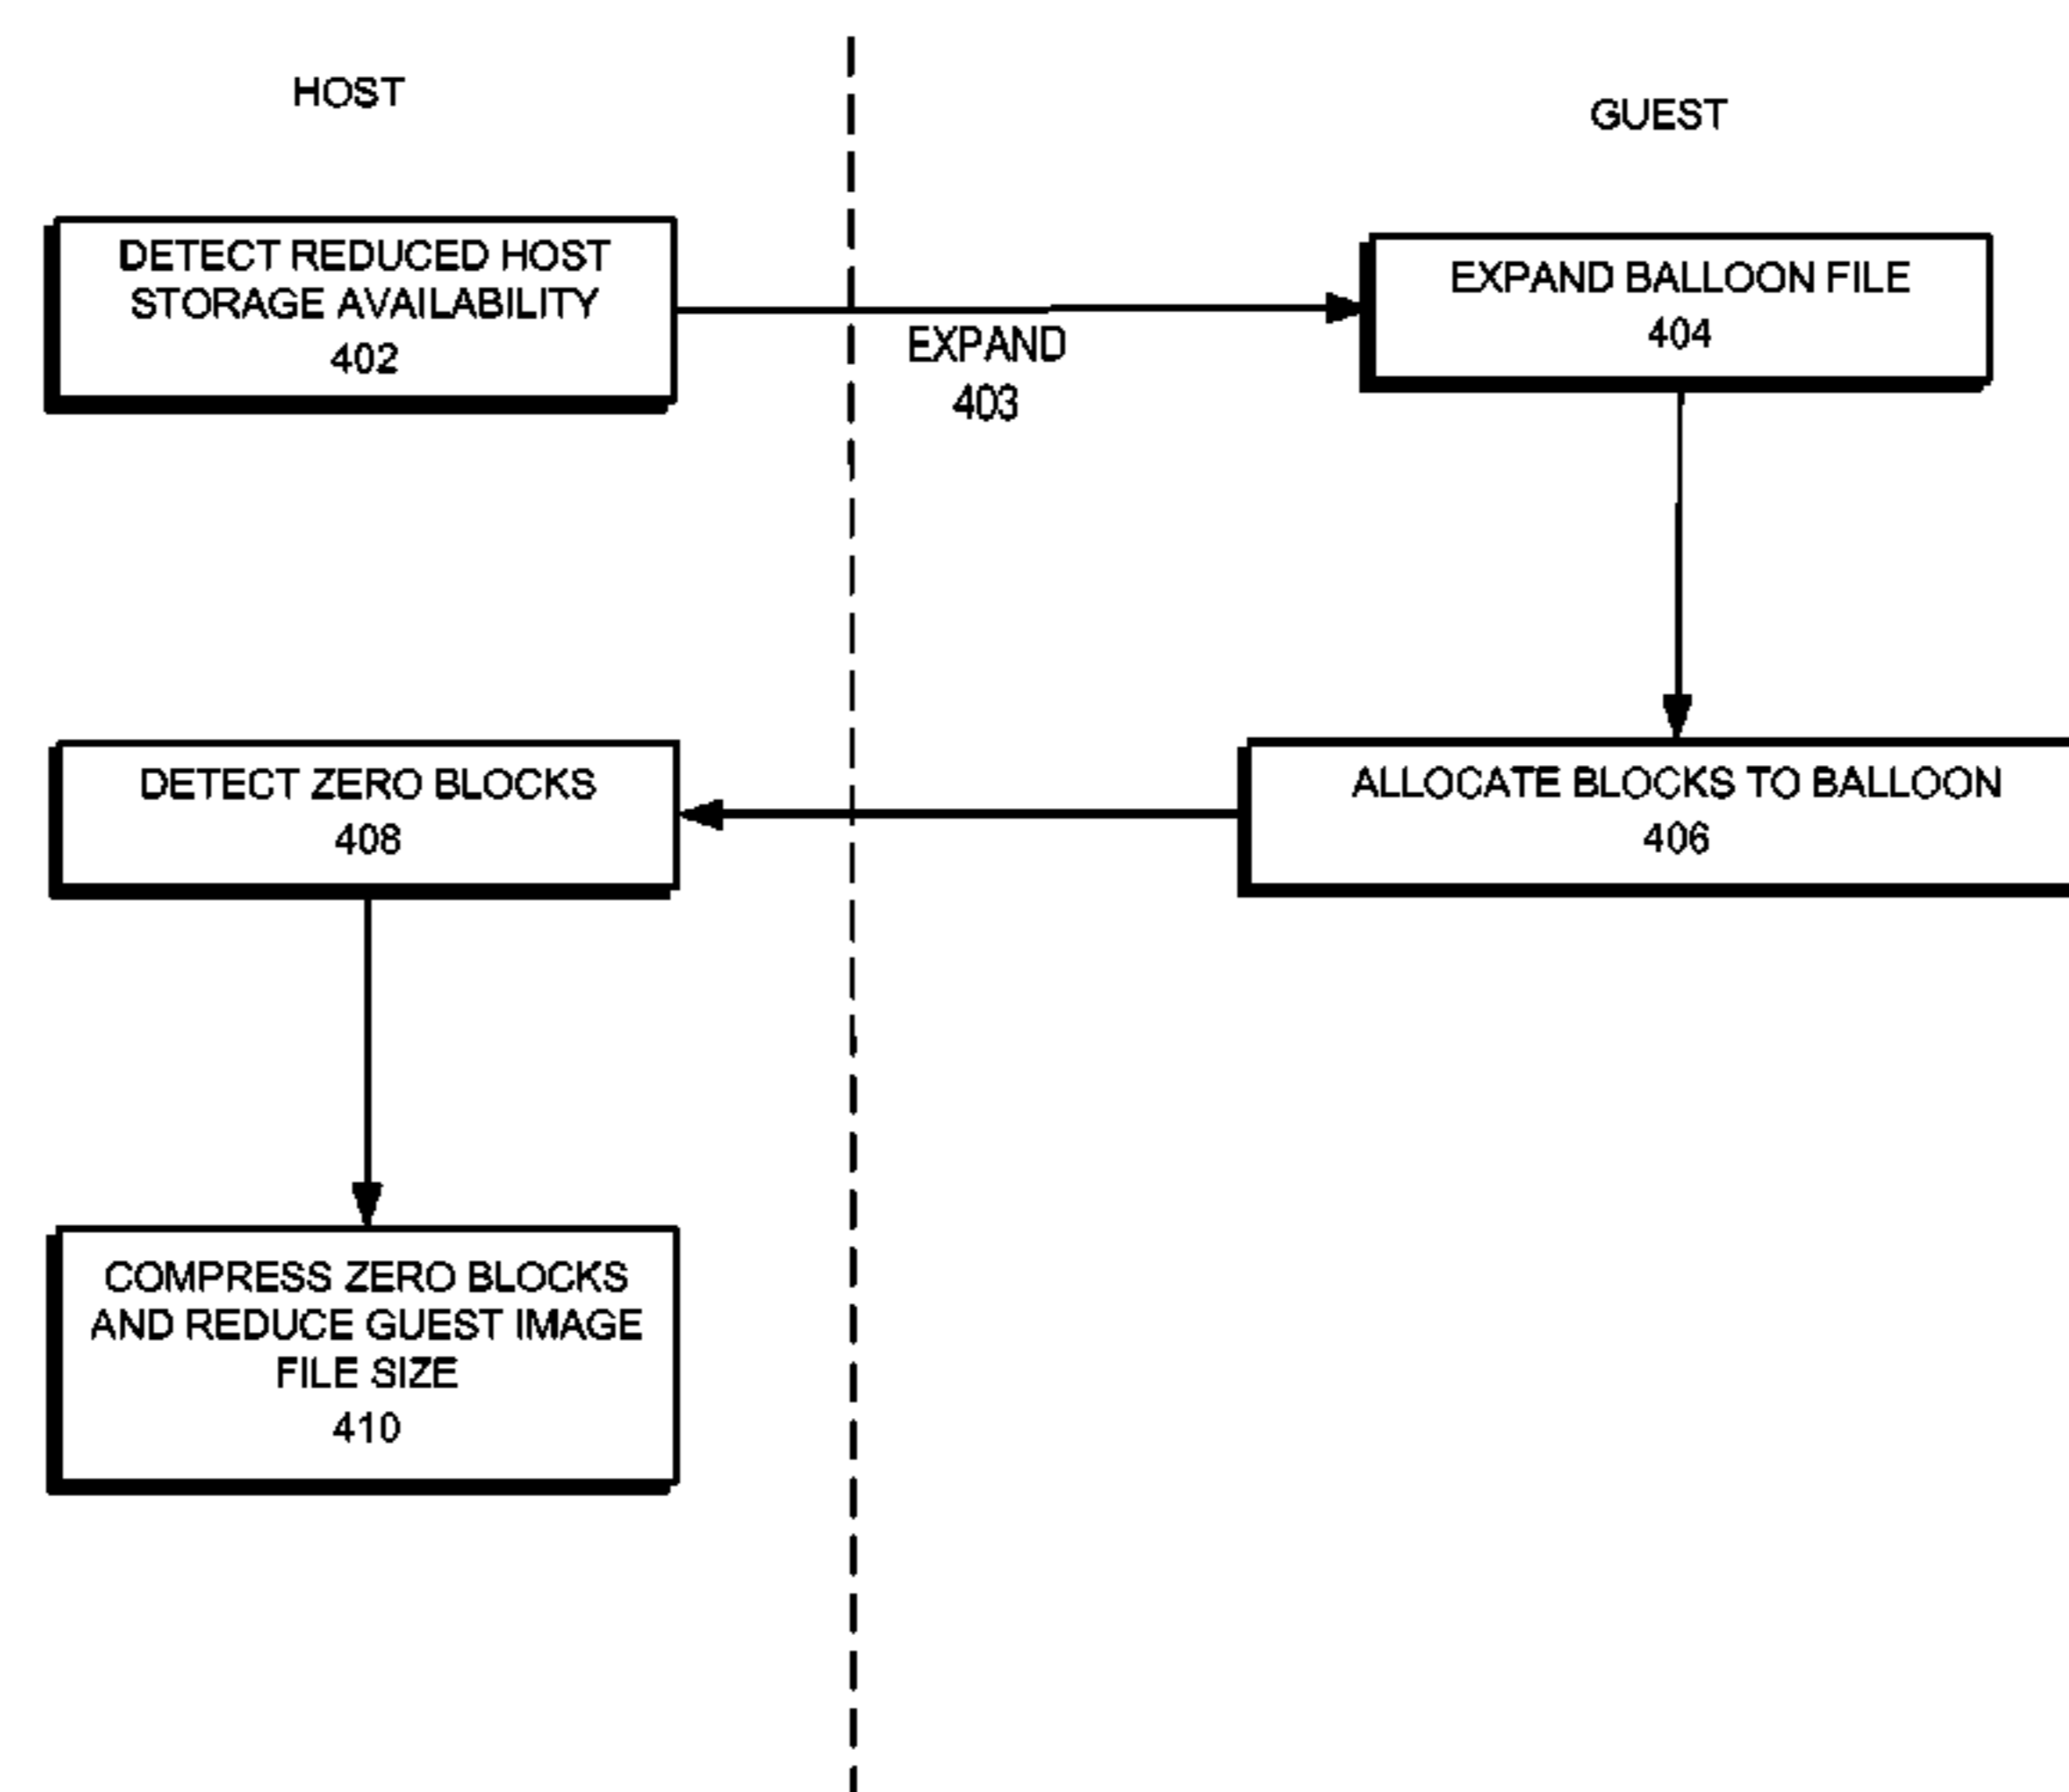 HOST
GUEST
DETECT REDUCED HOST
STORAGE AVAILABILITY
402
EXPAND
403
EXPAND BALLOON FILE
404
ALLOCATE BLOCKS TO BALLOON
406
DETECT ZERO BLOCKS
408
COMPRESS ZERO BLOCKS
AND REDUCE GUEST IMAGE
FILE SIZE
410